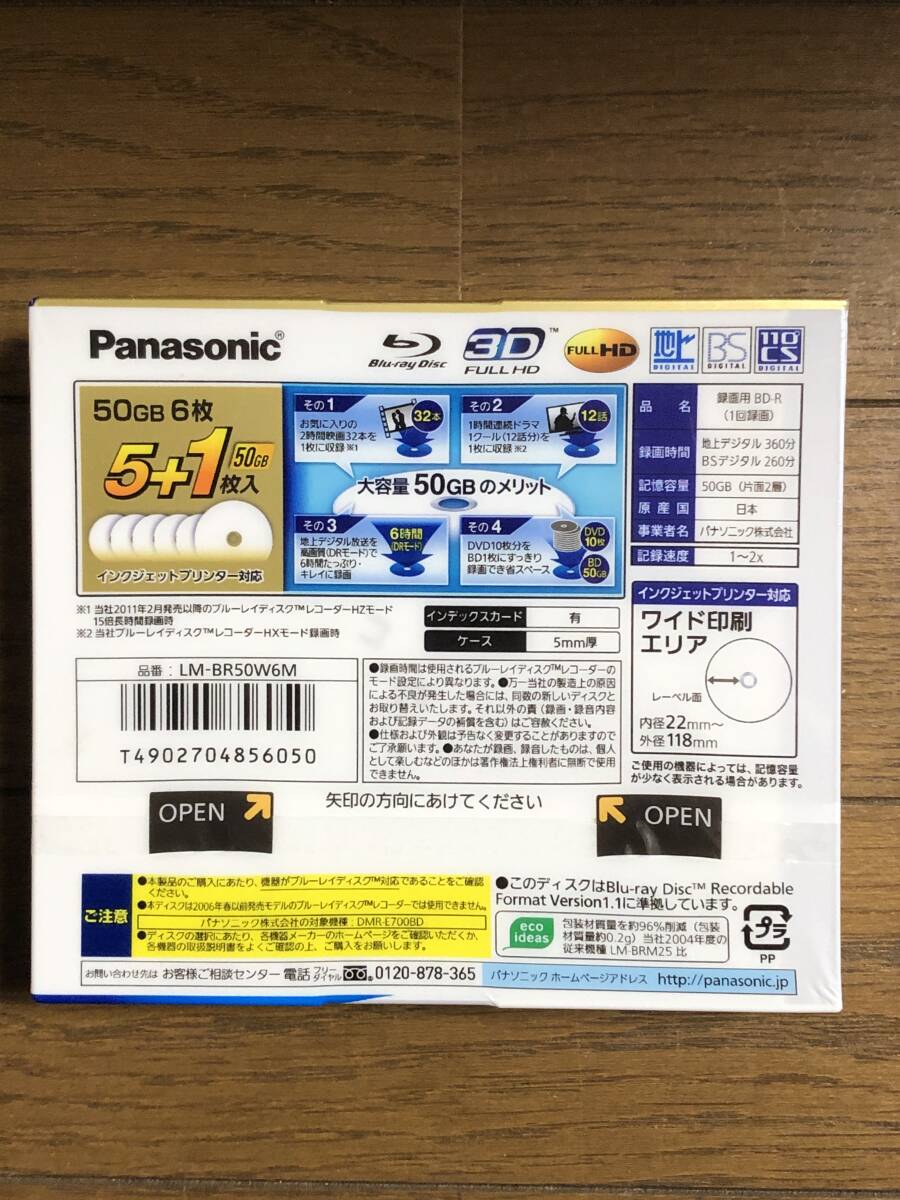 Panasonic®
Blu-ray Disc
3D™
FULL HD
FULL HD
地上
DIGITAL
BS
DIGITAL
110°
CS
DIGITAL
50GB 6枚
5+1枚入
50GB
インクジェットプリンター対応
その1
お気に入りの
2時間映画32本を
1枚に収録※1
32本
その2
1時間連続ドラマ
1クール(12話分)を
1枚に収録※2
12話
大容量 50GB のメリット
その3
地上デジタル放送を
高画質(DRモード)で
6時間たっぷり・
キレイに録画
6時間
(DRモード)
その4
DVD10枚分を
BD1枚にすっきり
録画でき省スペース
DVD
10枚
BD
50GB
品 名
録画用 BD-R
(1回録画)
録画時間
地上デジタル 360分
BSデジタル 260分
記憶容量
50GB (片面2層)
原産国
日本
事業者名
パナソニック株式会社
記録速度
1〜2x
※1 当社2011年2月発売以降のブルーレイディスク™レコーダーHZモード
15倍長時間録画時
※2 当社ブルーレイディスク™レコーダーHXモード録画時
インデックスカード
有
ケース
5mm厚
インクジェットプリンター対応
ワイド印刷
エリア
レーベル面
内径22mm〜
外径118mm
ご使用の機器によっては、記憶容量
が少なく表示される場合があります。
品番: LM-BR50W6M
T4902704856050
●録画時間は使用されるブルーレイディスク™レコーダーの
モード設定により異なります。●万一当社の製造上の原因
による不良が発生した場合には、同数の新しいディスクと
お取り替えいたします。それ以外の責(録画・録音内容
および記録データの補償を含む)はご容赦ください。
●仕様および外観は予告なく変更することがありますので
ご了承願います。●あなたが録画、録音したものは、個人
として楽しむなどのほかは著作権法上権利者に無断で使用
できません。
OPEN
矢印の方向にあけてください
OPEN
ご注意
●本製品のご購入にあたり、機器がブルーレイディスク™対応であることをご確認
ください。
●本ディスクは2006年春以前発売モデルのブルーレイディスク™レコーダーでは使用できません。
パナソニック株式会社の対象機種:DMR-E700BD
●ディスクの選択にあたり、各機器メーカーのホームページをご確認いただくか、
各機器の取扱説明書をよくご確認の上、ご購入をお願いします。
●このディスクはBlu-ray Disc™ Recordable
Format Version1.1に準拠しています。
eco
ideas
包装材質量を約96%削減(包装
材質量約0.2g)当社2004年度の
従来機種 LM-BRM25 比
プラ
PP
お問い合わせ先は お客様ご相談センター 電話 フリーダイヤル 0120-878-365
パナソニック ホームページアドレス http://panasonic.jp